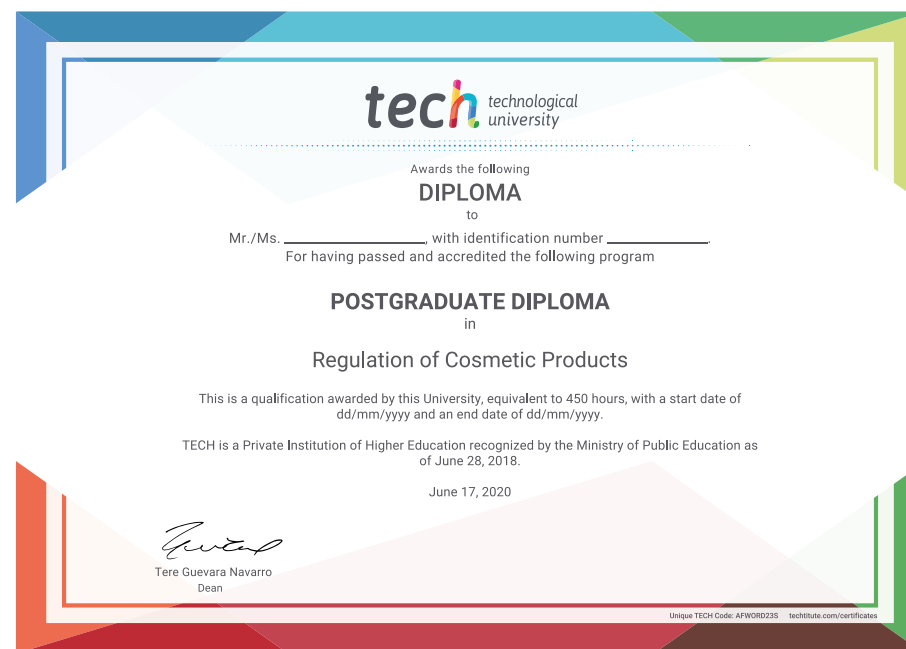 tech technological
university
Awards the following
DIPLOMA
to
Mr./Ms. ____________________, with identification number ______________.
For having passed and accredited the following program
POSTGRADUATE DIPLOMA
in
Regulation of Cosmetic Products
This is a qualification awarded by this University, equivalent to 450 hours, with a start date of
dd/mm/yyyy and an end date of dd/mm/yyyy.
TECH is a Private Institution of Higher Education recognized by the Ministry of Public Education as
of June 28, 2018.
June 17, 2020
Tere Guevara Navarro
Dean
Unique TECH Code: AFWORD23S techtitute.com/certificates